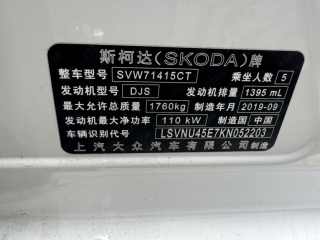 斯柯达(SKODA)牌
整车型号 SVW71415CT 乘坐人数 5
发动机型号 DJS 发动机排量 1395 mL
最大允许总质量 1760kg 制造年月 2019-09
发动机最大净功率 110 kW 制造国 中国
车辆识别代号 LSVNU45E7KN052203
上汽大众汽车有限公司 制造